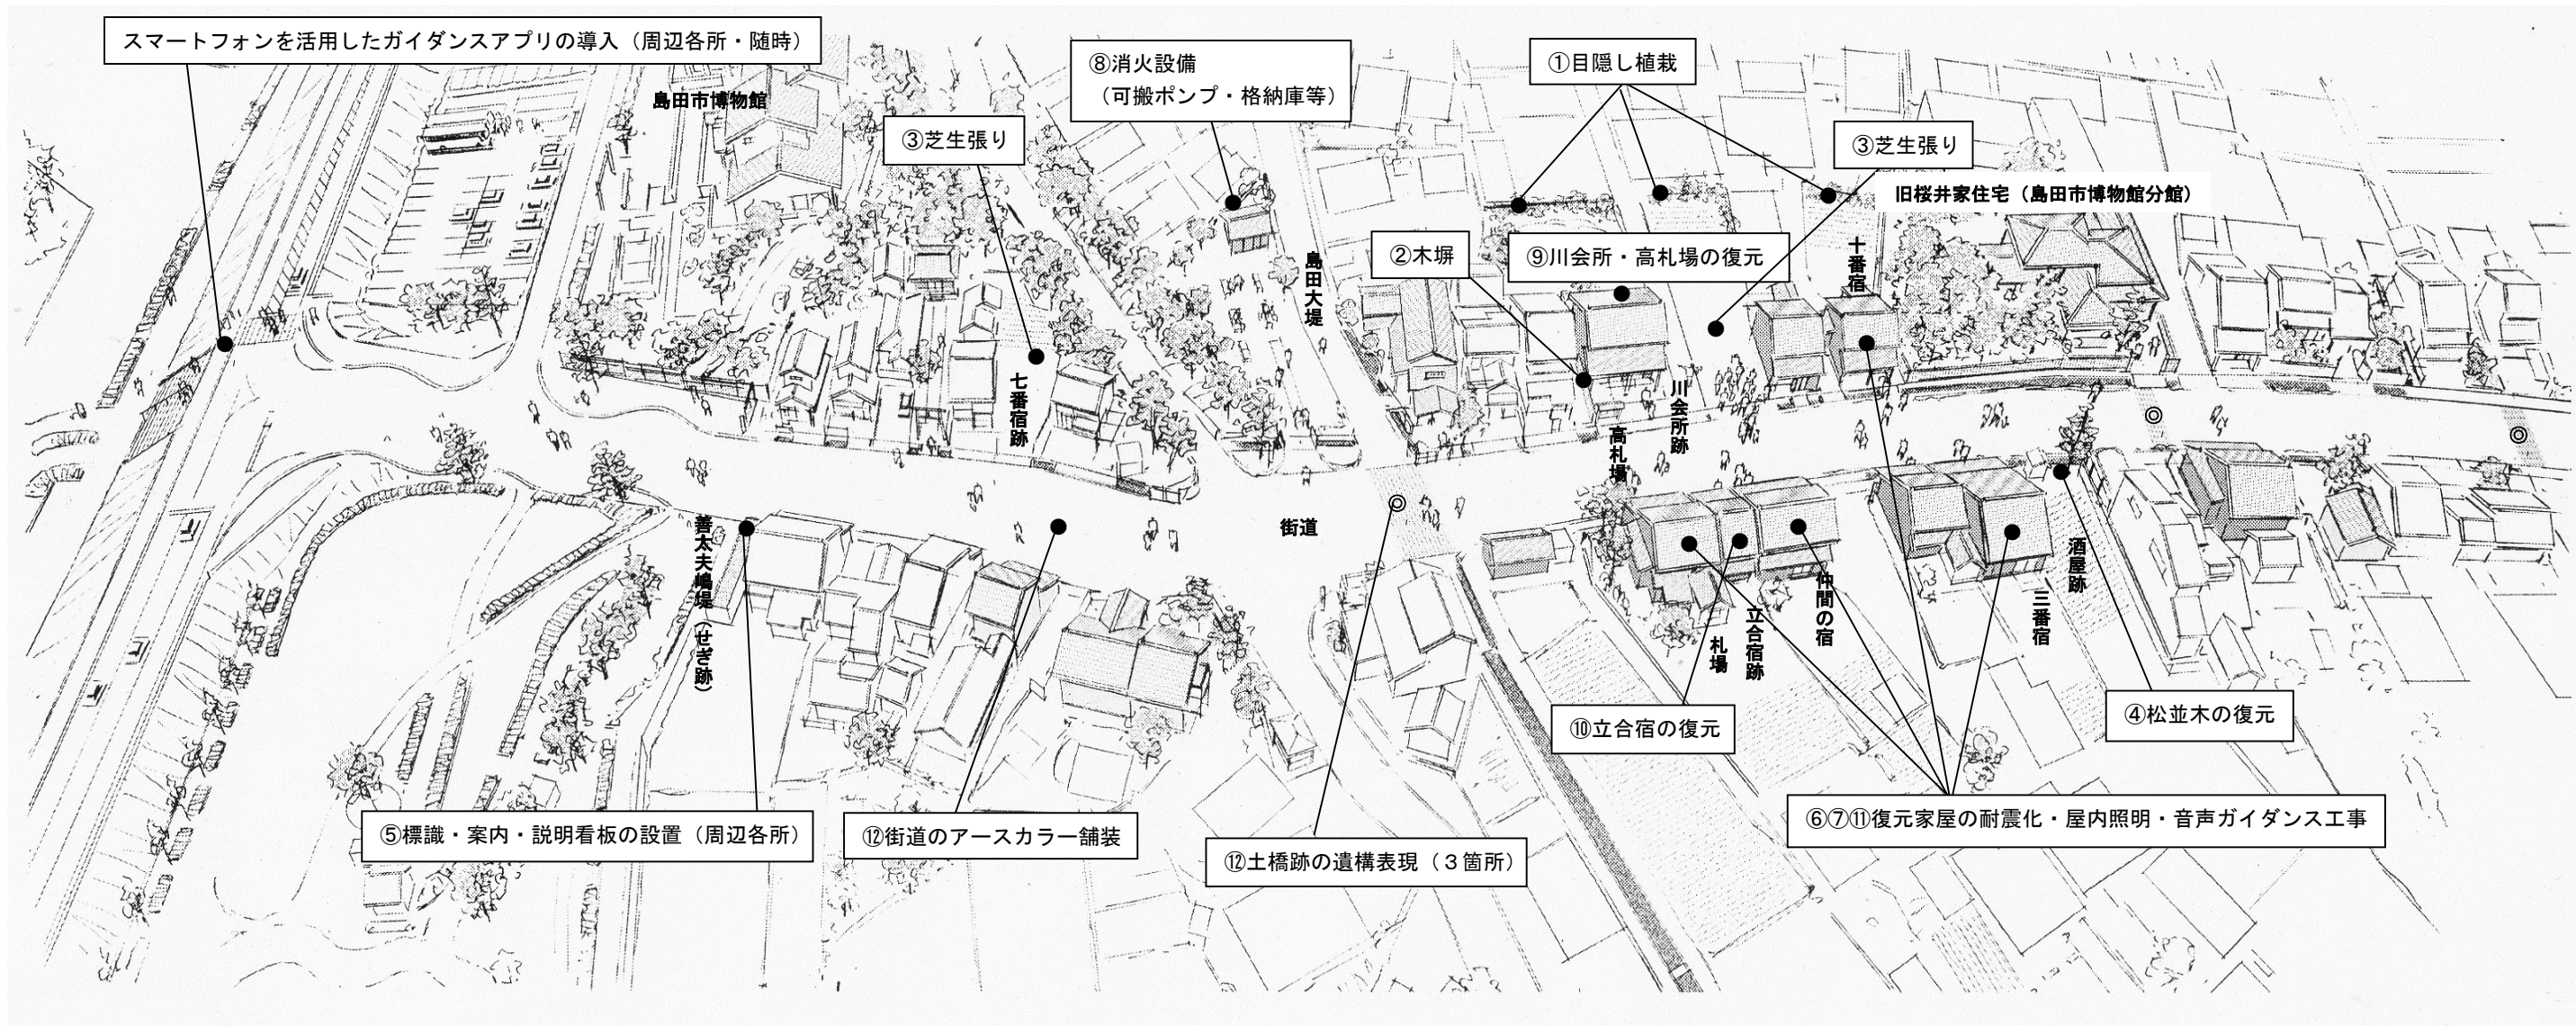 スマートフォンを活用したガイダンスアプリの導入（周辺各所・随時）
島田市博物館
③芝生張り
⑧消火設備
（可搬ポンプ・格納庫等）
①目隠し植栽
③芝生張り
旧桜井家住宅（島田市博物館分館）
②木塀
⑨川会所・高札場の復元
十番宿
島田大堤
七番宿跡
川会所跡
高札場
街道
善太夫嶋堤（せぎ跡）
酒屋跡
三番宿
仲間の宿
立合宿跡
札場
⑩立合宿の復元
④松並木の復元
⑤標識・案内・説明看板の設置（周辺各所）
⑫街道のアースカラー舗装
⑫土橋跡の遺構表現（３箇所）
⑥⑦⑪復元家屋の耐震化・屋内照明・音声ガイダンス工事